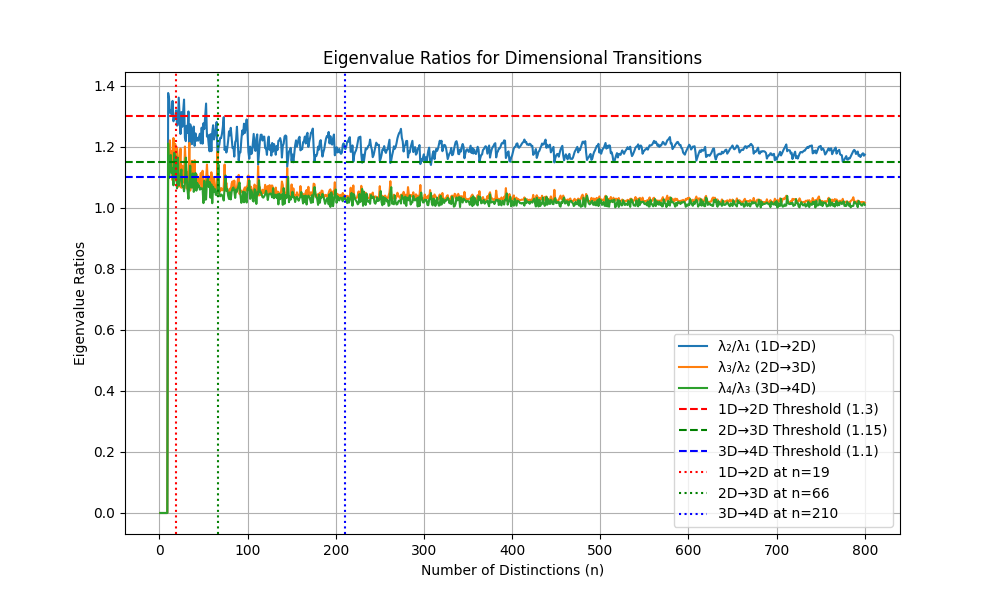 Eigenvalue Ratios for Dimensional Transitions
Eigenvalue Ratios
1.4
1.2
1.0
0.8
0.6
0.4
0.2
0.0
λ₂/λ₁ (1D→2D)
λ₃/λ₂ (2D→3D)
λ₄/λ₃ (3D→4D)
1D→2D Threshold (1.3)
2D→3D Threshold (1.15)
3D→4D Threshold (1.1)
1D→2D at n=19
2D→3D at n=66
3D→4D at n=210
0 100 200 300 400 500 600 700 800
Number of Distinctions (n)